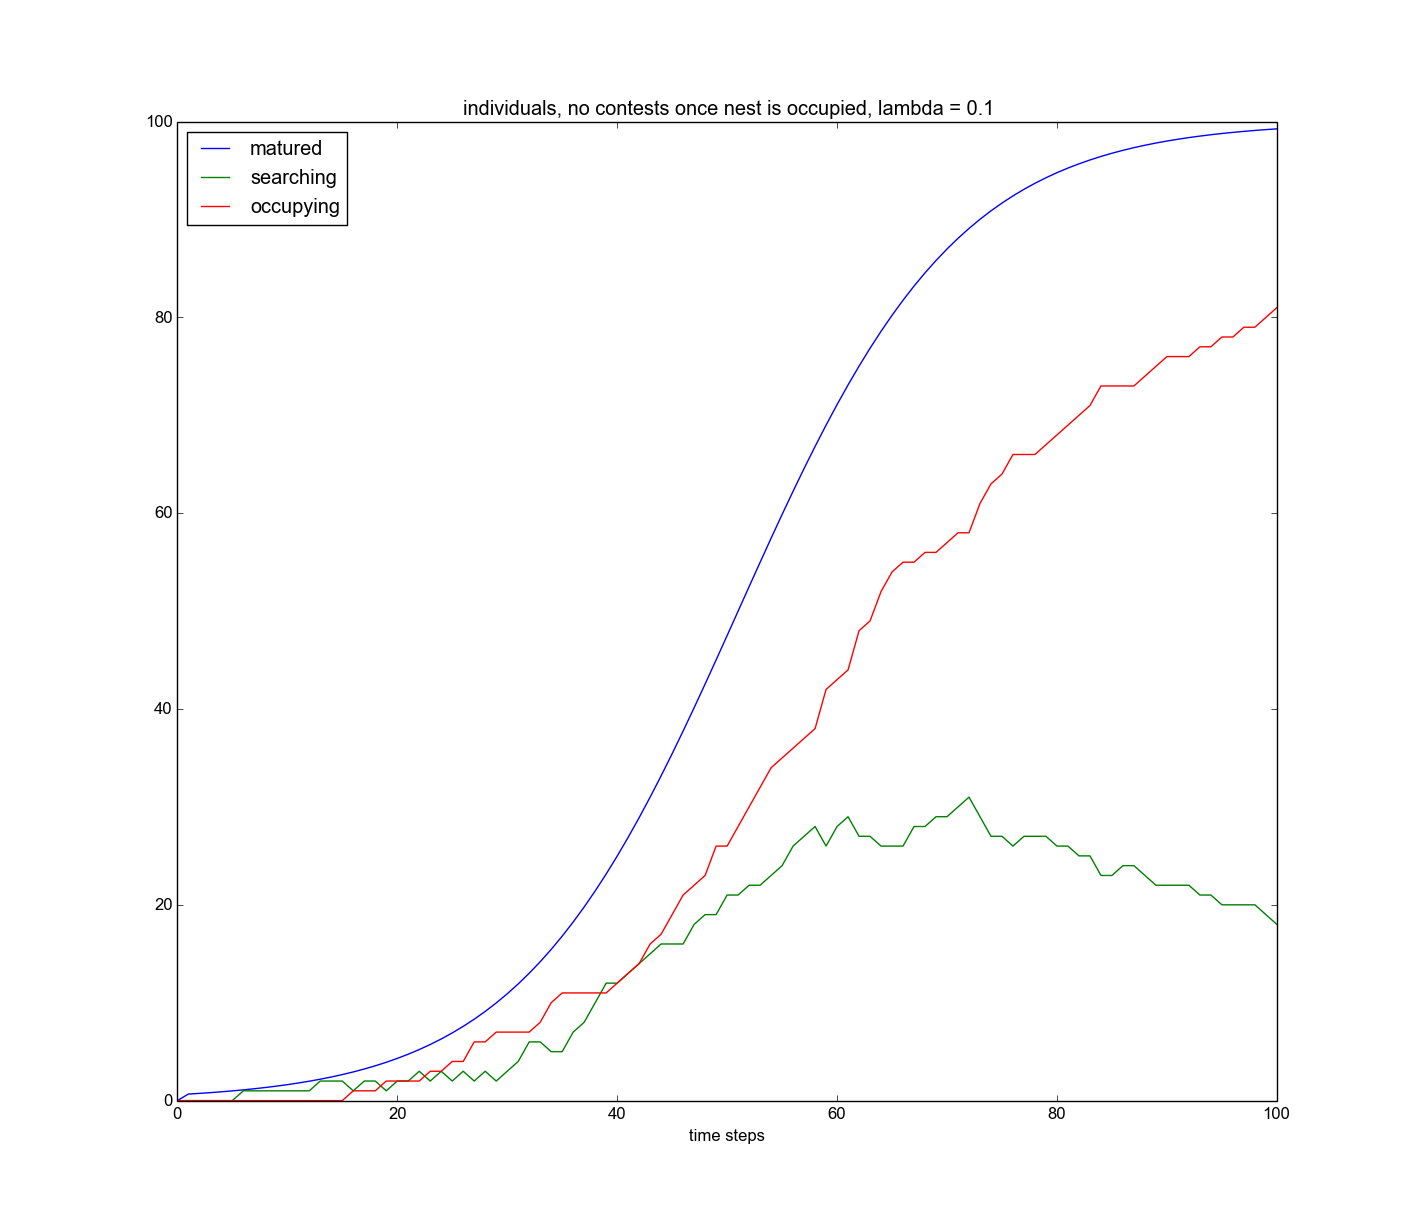 individuals, no contests once nest is occupied, lambda = 0.1
100
matured
searching
occupying
80
60
40
20
0
0 20 40 60 80 100
time steps